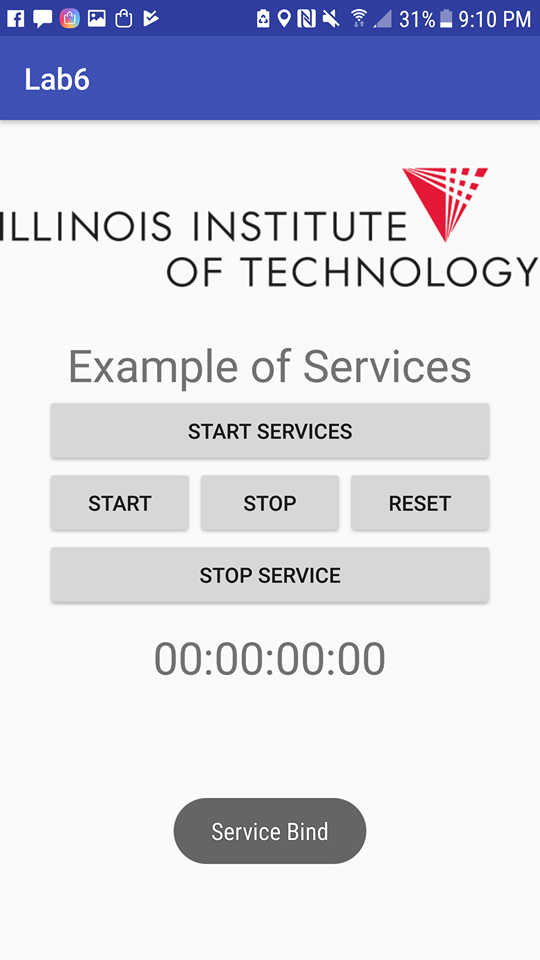 31% 9:10 PM
Lab6
ILLINOIS INSTITUTE
OF TECHNOLOGY
Example of Services
START SERVICES
START STOP RESET
STOP SERVICE
00:00:00:00
Service Bind